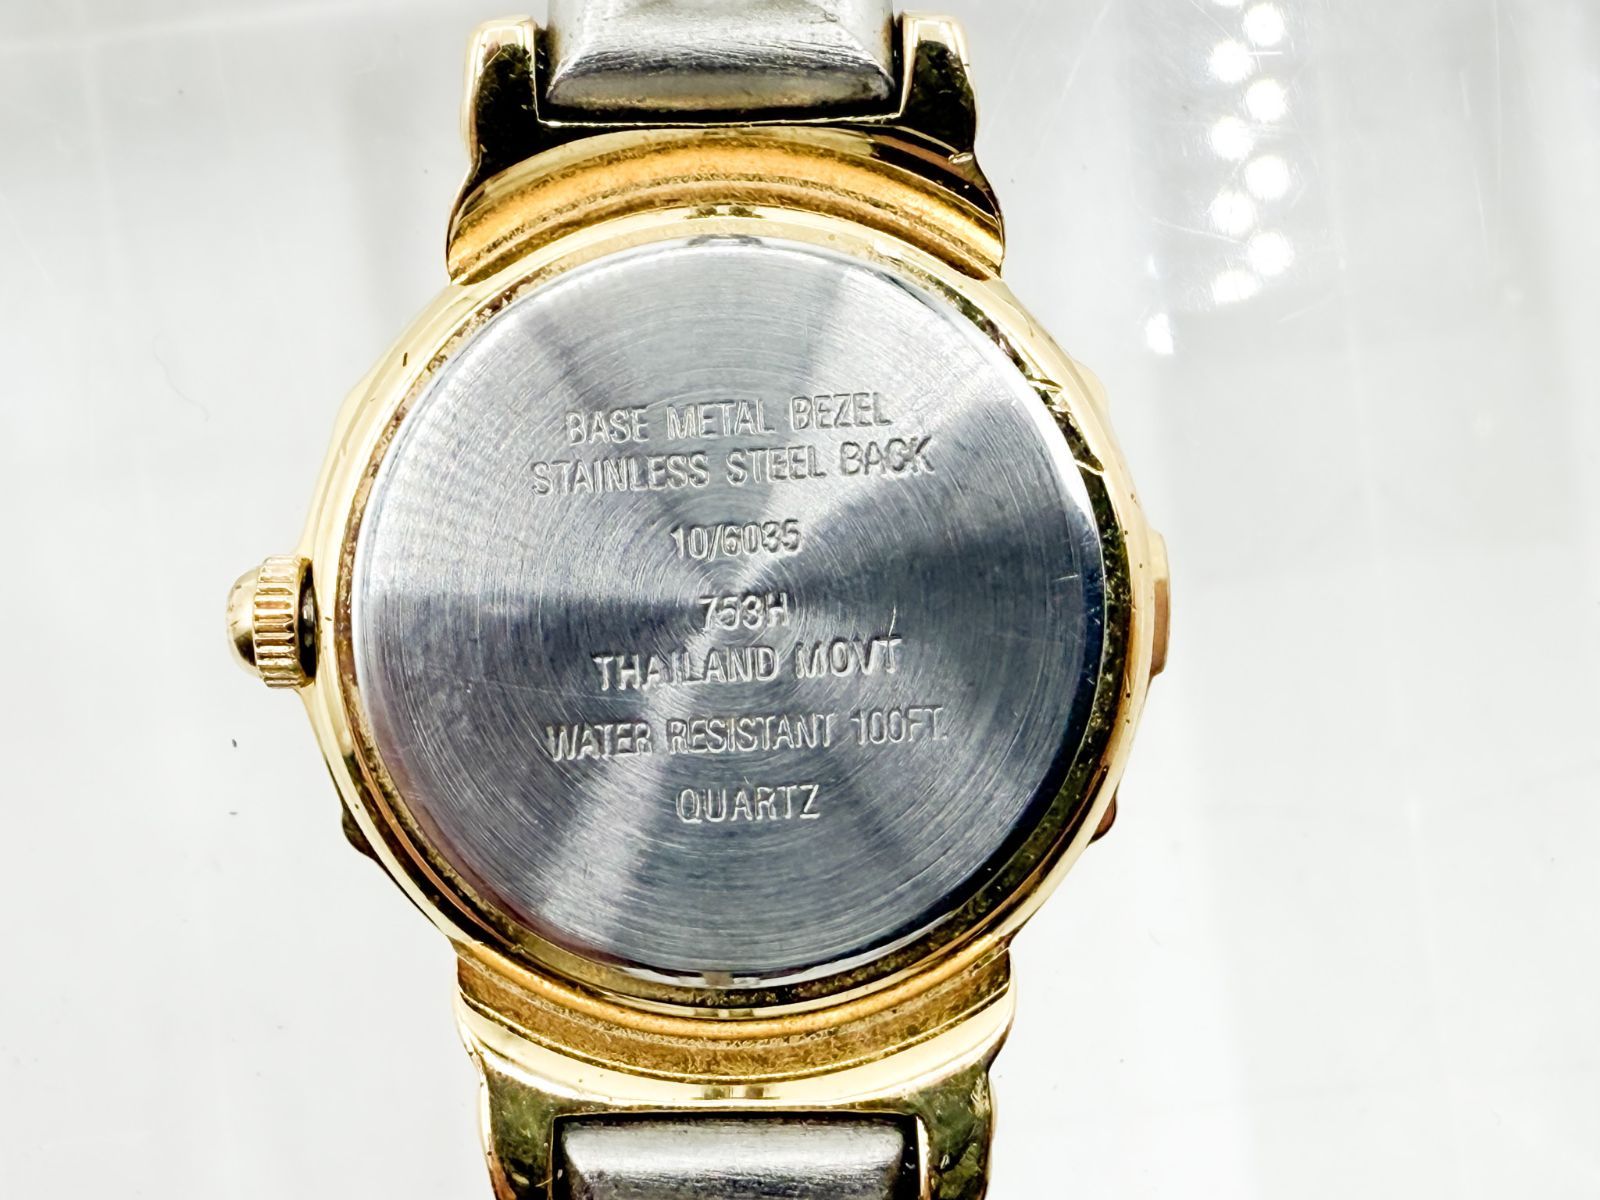 BASE METAL BEZEL
STAINLESS STEEL BACK
10/6035
753H
THAILAND MOVT
WATER RESISTANT 100FT.
QUARTZ